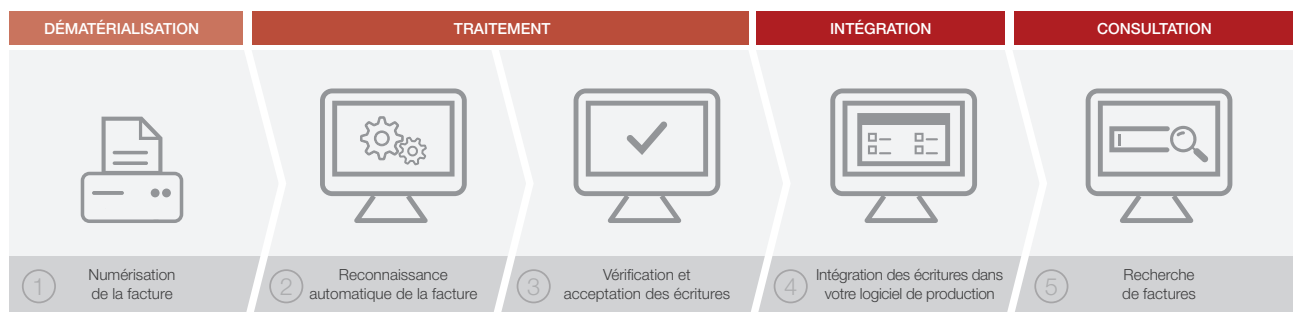 DÉMATÉRIALISATION
TRAITEMENT
INTÉGRATION
CONSULTATION
1
Numérisation
de la facture
2
Reconnaissance
automatique de la facture
3
Vérification et
acceptation des écritures
4
Intégration des écritures dans
votre logiciel de production
5
Recherche
de factures